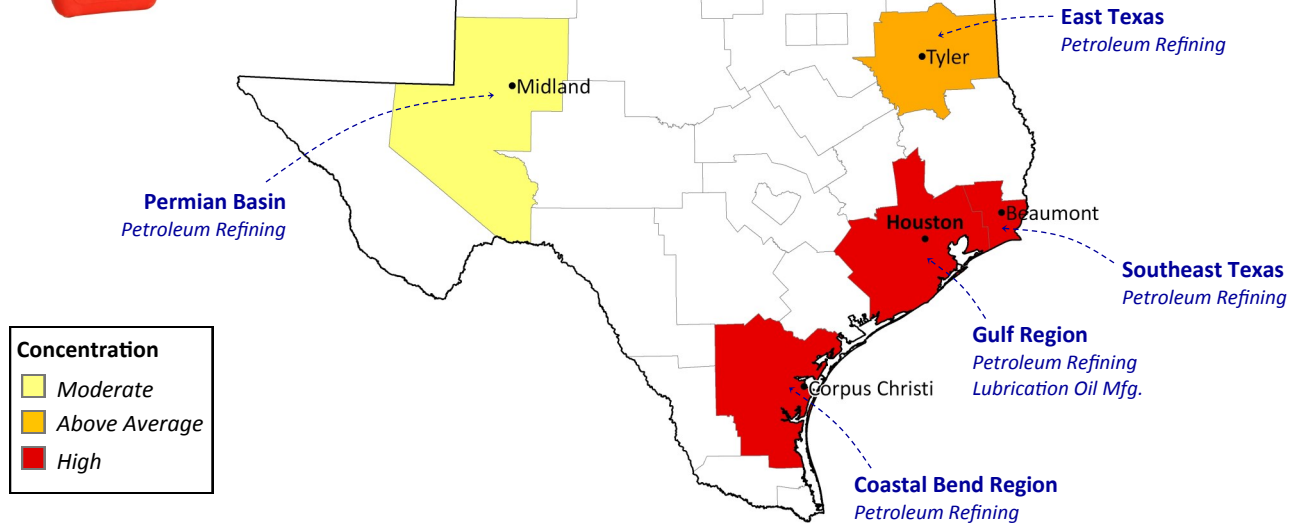 East Texas
Petroleum Refining
Tyler
Midland
Permian Basin
Petroleum Refining
Houston
Beaumont
Southeast Texas
Petroleum Refining
Gulf Region
Petroleum Refining
Lubrication Oil Mfg.
Corpus Christi
Coastal Bend Region
Petroleum Refining
Concentration
Moderate
Above Average
High